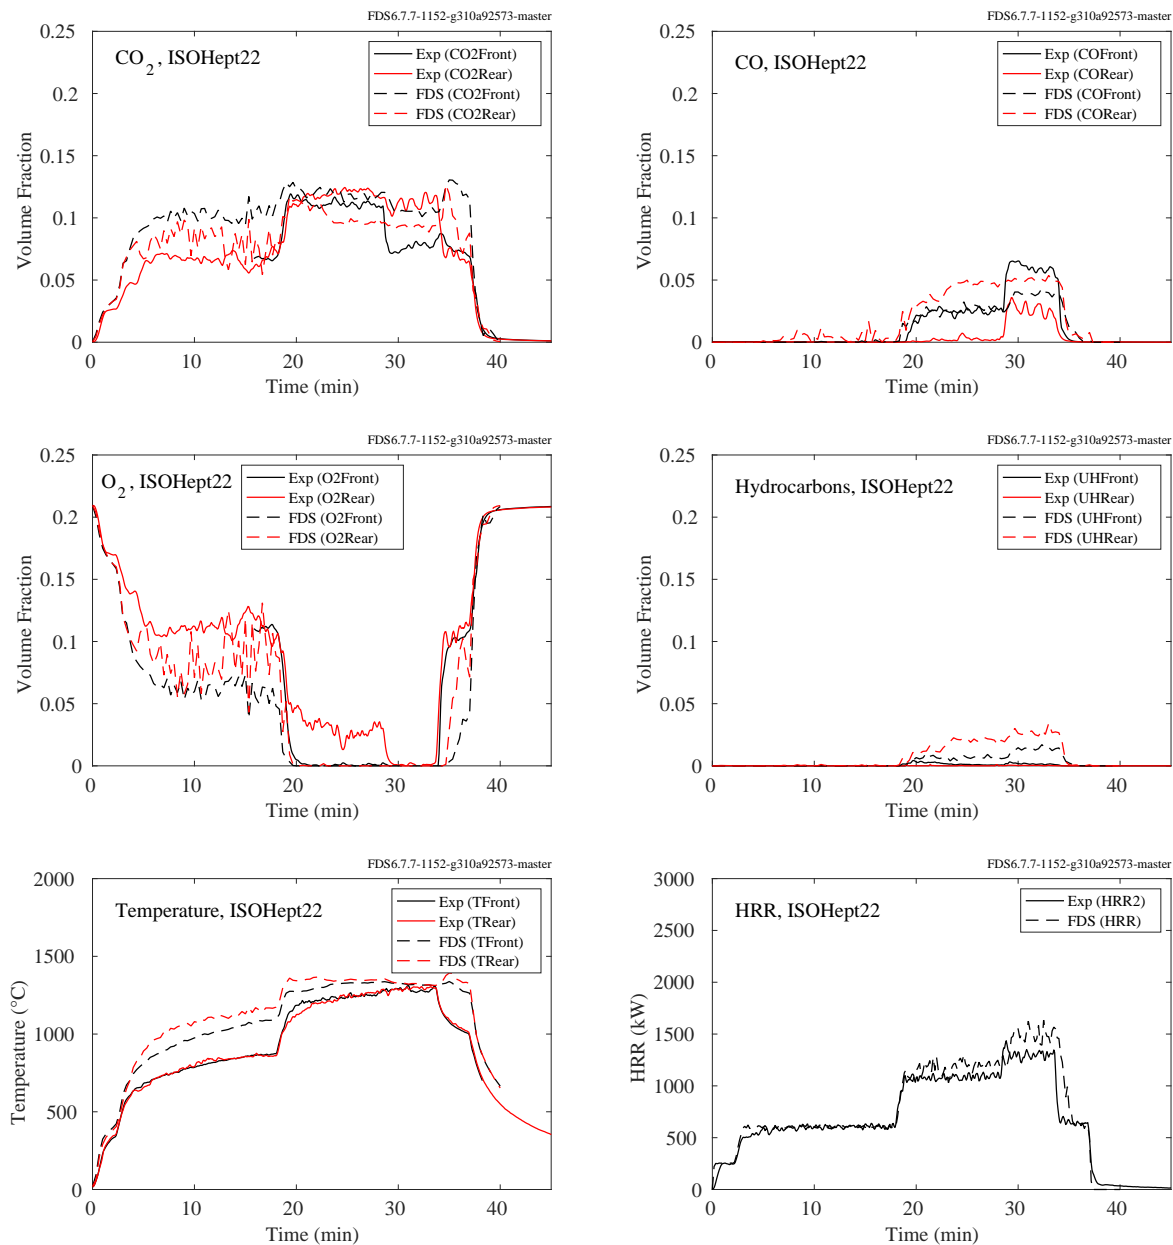 FDS6.7.7-1152-g310a92573-master
CO2, ISOHept22
Exp (CO2Front)
Exp (CO2Rear)
FDS (CO2Front)
FDS (CO2Rear)
0.25
0.2
0.15
0.1
0.05
0
Volume Fraction
0 10 20 30 40
Time (min)
FDS6.7.7-1152-g310a92573-master
CO, ISOHept22
Exp (COFront)
Exp (CORear)
FDS (COFront)
FDS (CORear)
0.25
0.2
0.15
0.1
0.05
0
Volume Fraction
0 10 20 30 40
Time (min)
FDS6.7.7-1152-g310a92573-master
O2, ISOHept22
Exp (O2Front)
Exp (O2Rear)
FDS (O2Front)
FDS (O2Rear)
0.25
0.2
0.15
0.1
0.05
0
Volume Fraction
0 10 20 30 40
Time (min)
FDS6.7.7-1152-g310a92573-master
Hydrocarbons, ISOHept22
Exp (UHFront)
Exp (UHRear)
FDS (UHFront)
FDS (UHRear)
0.25
0.2
0.15
0.1
0.05
0
Volume Fraction
0 10 20 30 40
Time (min)
FDS6.7.7-1152-g310a92573-master
Temperature, ISOHept22
Exp (TFront)
Exp (TRear)
FDS (TFront)
FDS (TRear)
2000
1500
1000
500
0
Temperature (°C)
0 10 20 30 40
Time (min)
FDS6.7.7-1152-g310a92573-master
HRR, ISOHept22
Exp (HRR2)
FDS (HRR)
3000
2500
2000
1500
1000
500
0
HRR (kW)
0 10 20 30 40
Time (min)